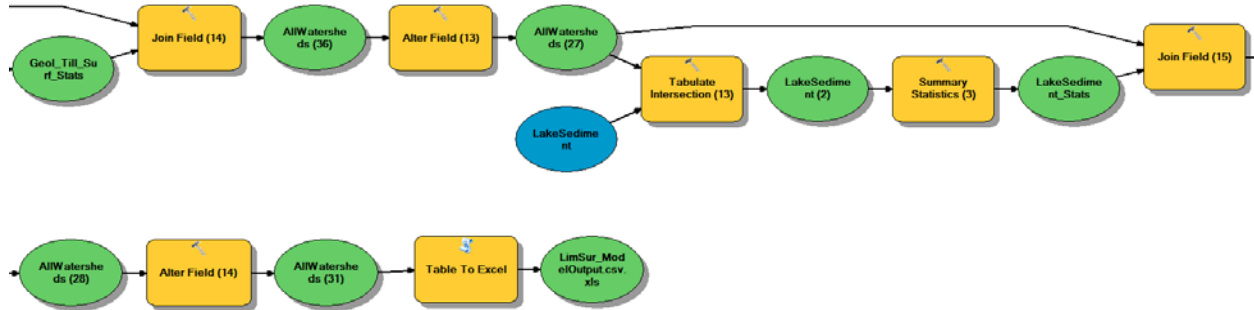 Geol_Till_Su
rf_Stats
Join Field (14)
AllWatershe
ds (36)
Alter Field (13)
AllWatershe
ds (27)
LakeSedime
nt
Tabulate
Intersection (13)
LakeSedime
nt (2)
Summary
Statistics (3)
LakeSedime
nt_Stats
Join Field (15)
AllWatershe
ds (28)
Alter Field (14)
AllWatershe
ds (31)
Table To Excel
LimSur_Mod
elOutput.csv.
xls